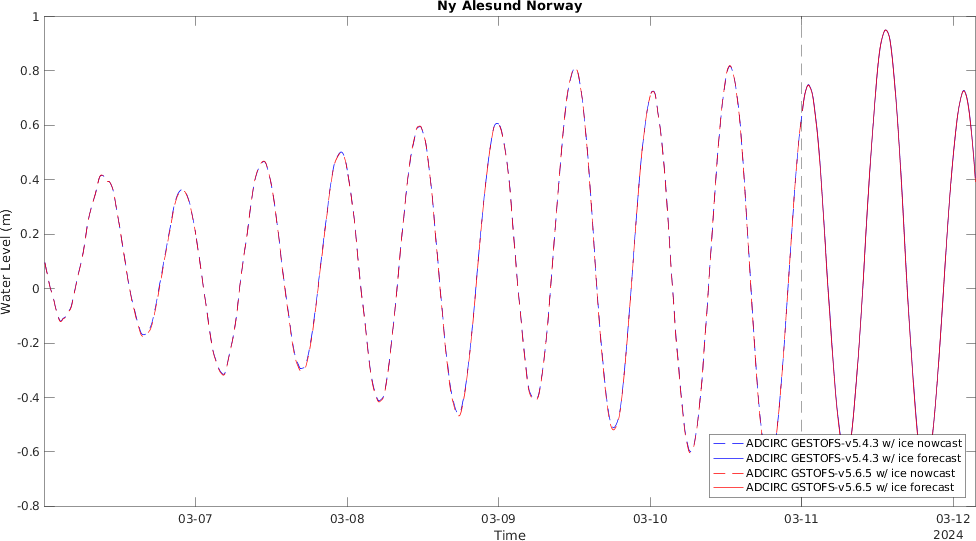 Ny Alesund Norway
1
0.8
0.6
0.4
0.2
0
-0.2
-0.4
-0.6
-0.8
Water Level (m)
ADCIRC GESTOFS-v5.4.3 w/ ice nowcast
ADCIRC GESTOFS-v5.4.3 w/ ice forecast
ADCIRC GSTOFS-v5.6.5 w/ ice nowcast
ADCIRC GSTOFS-v5.6.5 w/ ice forecast
03-07 03-08 03-09 03-10 03-11 03-12
Time
2024